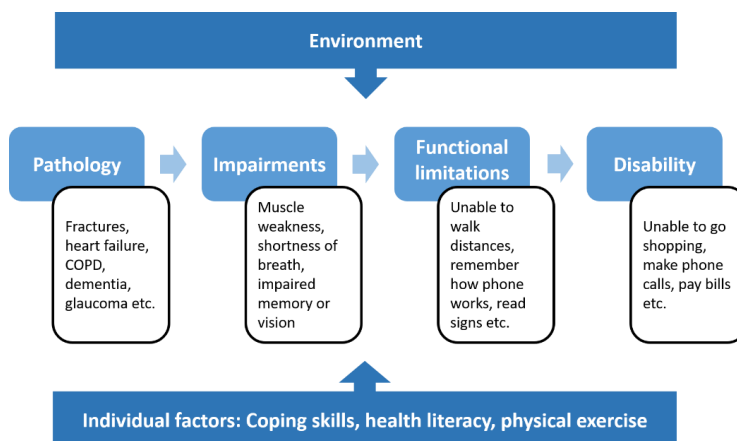 Environment
Pathology
Impairments
Functional
limitations
Disability
Fractures,
heart failure,
COPD,
dementia,
glaucoma etc.
Muscle
weakness,
shortness of
breath,
impaired
memory or
vision
Unable to
walk
distances,
remember
how phone
works, read
signs etc.
Unable to go
shopping,
make phone
calls, pay bills
etc.
Individual factors: Coping skills, health literacy, physical exercise